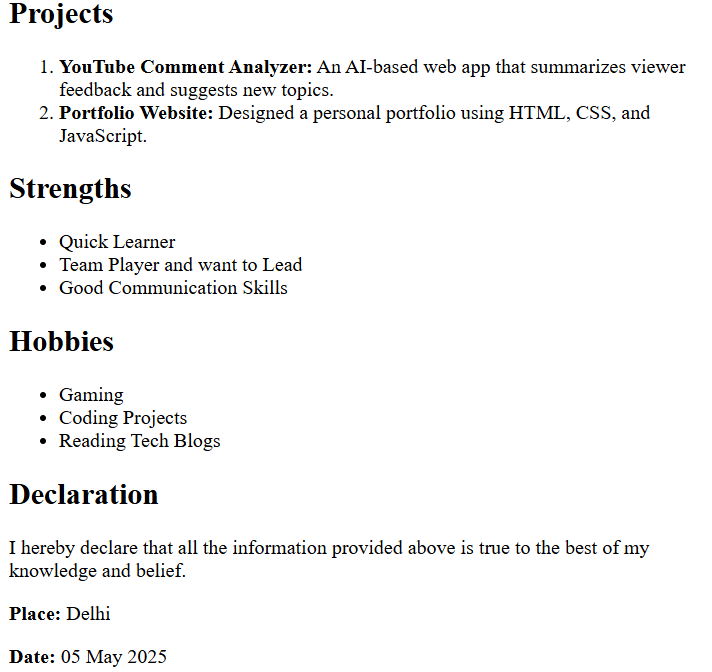 Projects
1. YouTube Comment Analyzer: An AI-based web app that summarizes viewer
feedback and suggests new topics.
2. Portfolio Website: Designed a personal portfolio using HTML, CSS, and
JavaScript.
Strengths
• Quick Learner
• Team Player and want to Lead
• Good Communication Skills
Hobbies
• Gaming
• Coding Projects
• Reading Tech Blogs
Declaration
I hereby declare that all the information provided above is true to the best of my
knowledge and belief.
Place: Delhi
Date: 05 May 2025